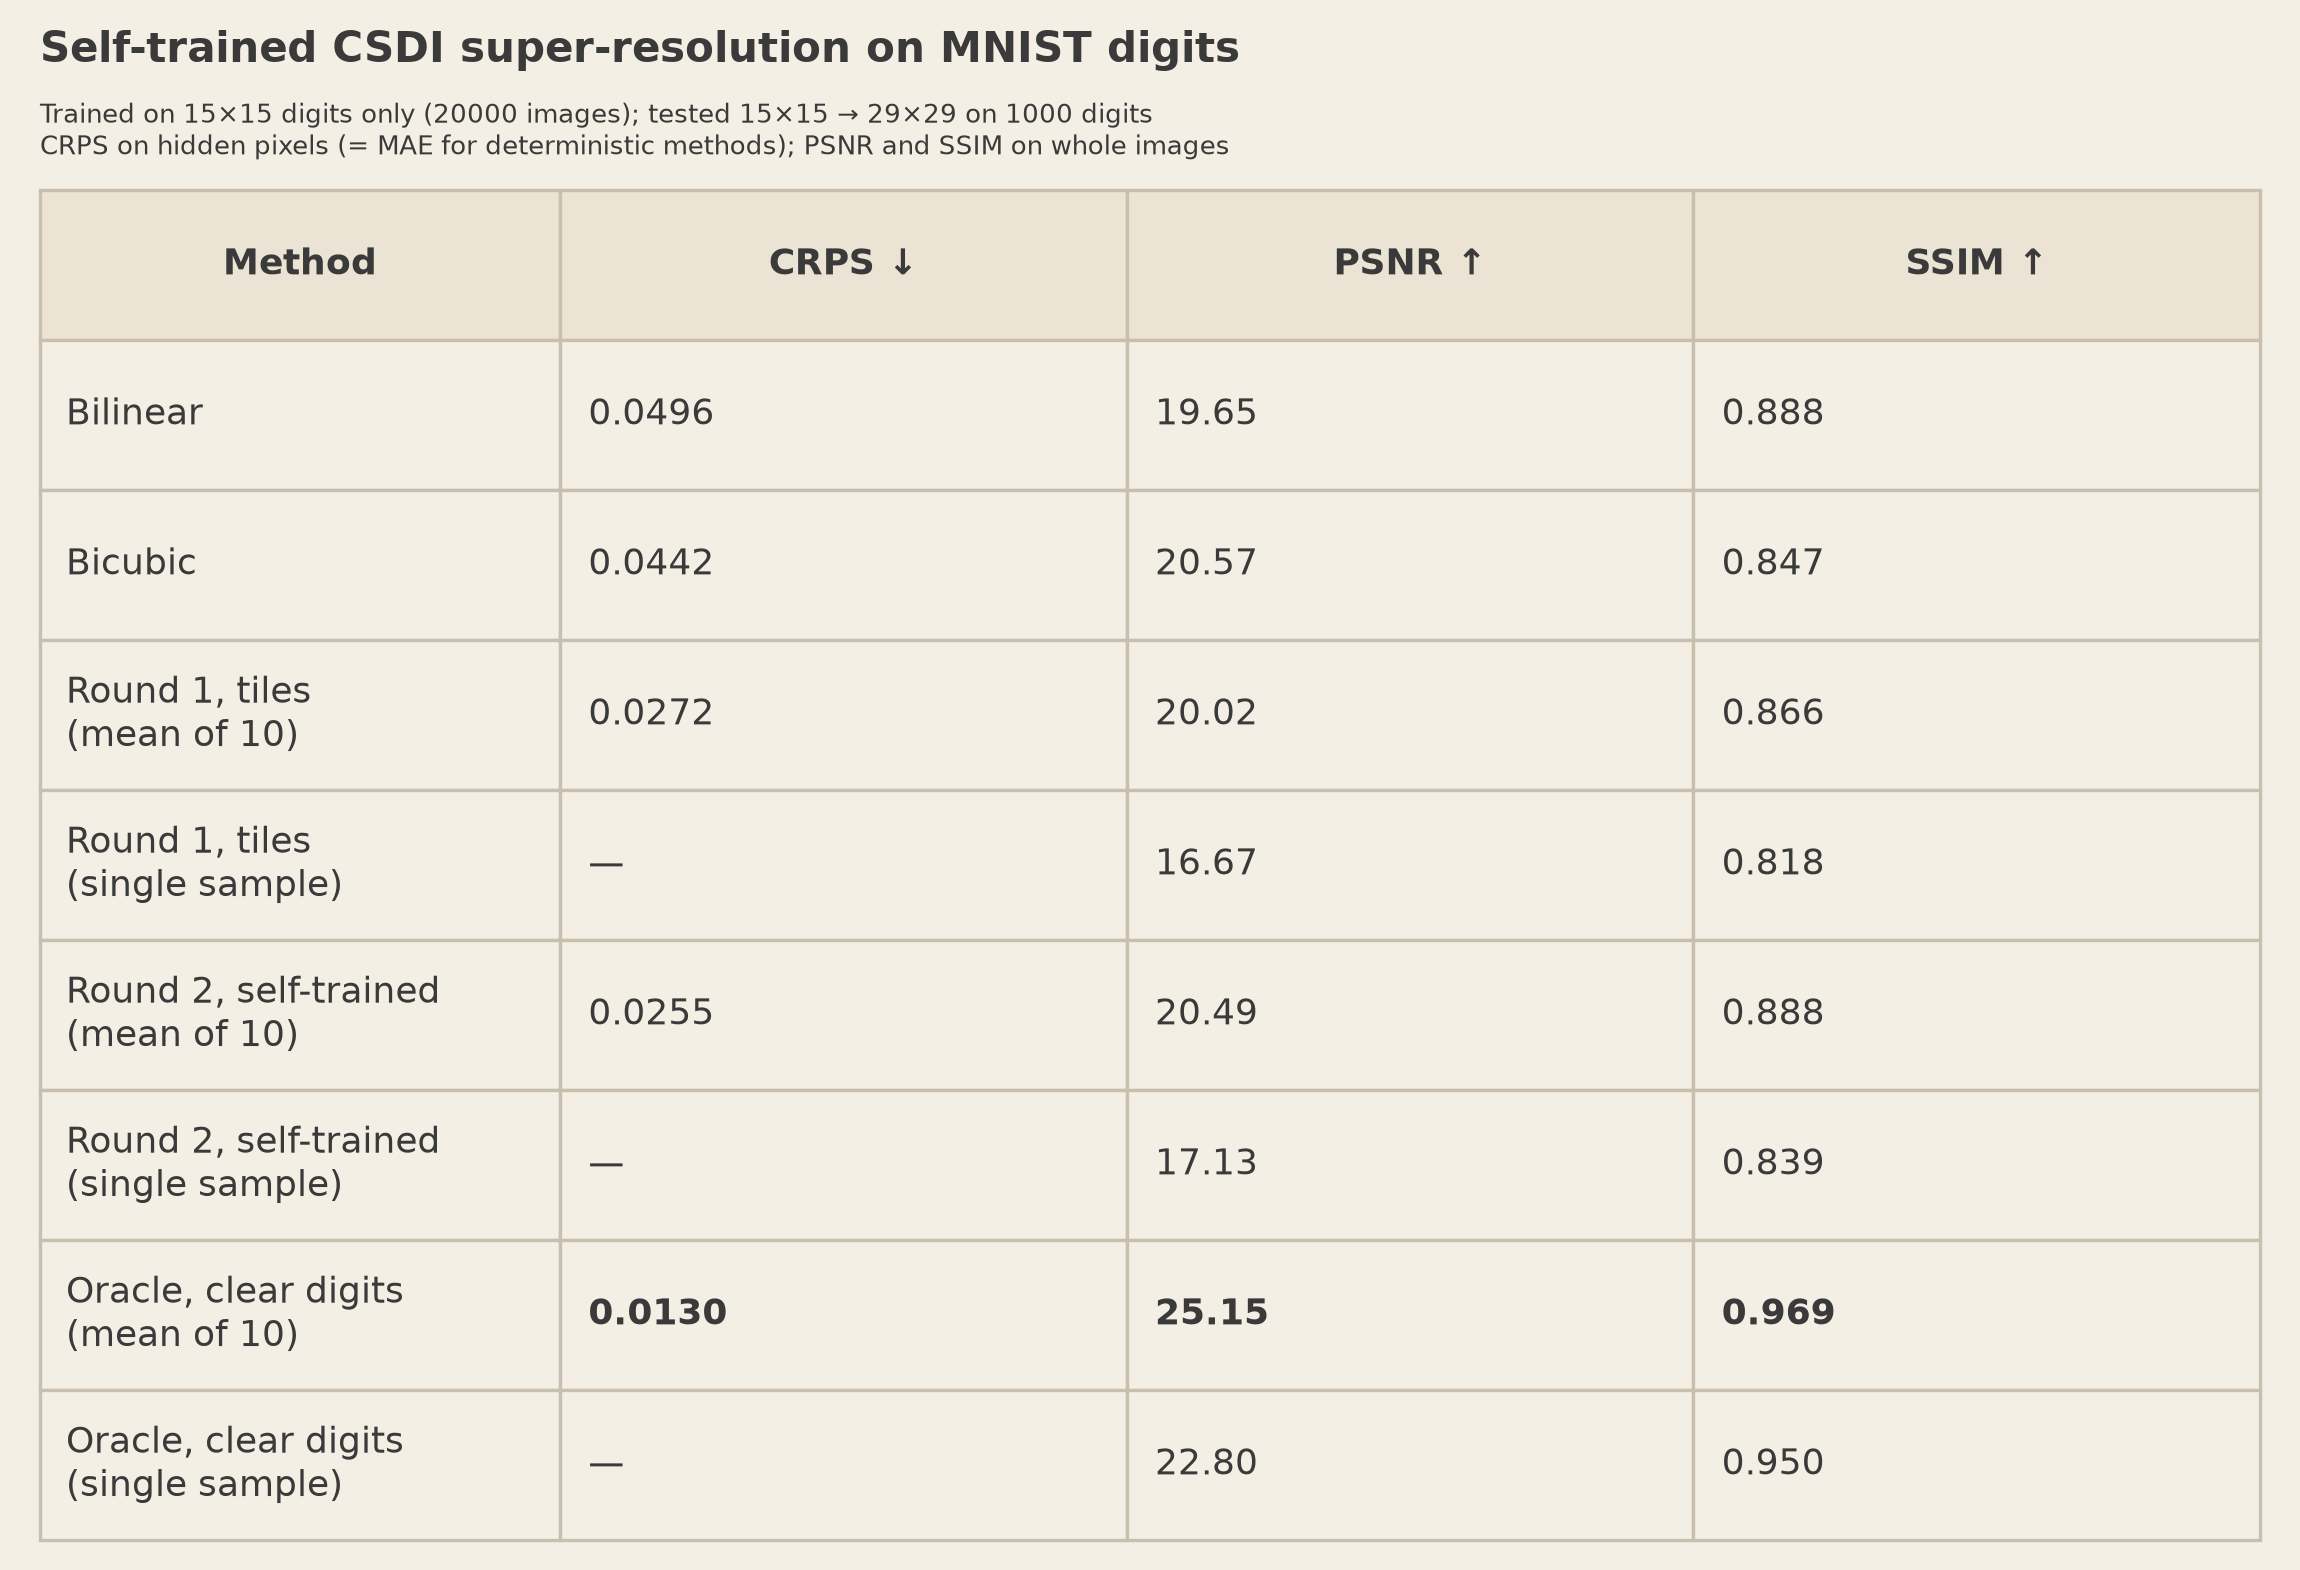 Self-trained CSDI super-resolution on MNIST digits
Trained on 15×15 digits only (20000 images); tested 15×15 → 29×29 on 1000 digits
CRPS on hidden pixels (= MAE for deterministic methods); PSNR and SSIM on whole images
Method CRPS ↓ PSNR ↑ SSIM ↑
Bilinear 0.0496 19.65 0.888
Bicubic 0.0442 20.57 0.847
Round 1, tiles
(mean of 10) 0.0272 20.02 0.866
Round 1, tiles
(single sample) — 16.67 0.818
Round 2, self-trained
(mean of 10) 0.0255 20.49 0.888
Round 2, self-trained
(single sample) — 17.13 0.839
Oracle, clear digits
(mean of 10) 0.0130 25.15 0.969
Oracle, clear digits
(single sample) — 22.80 0.950